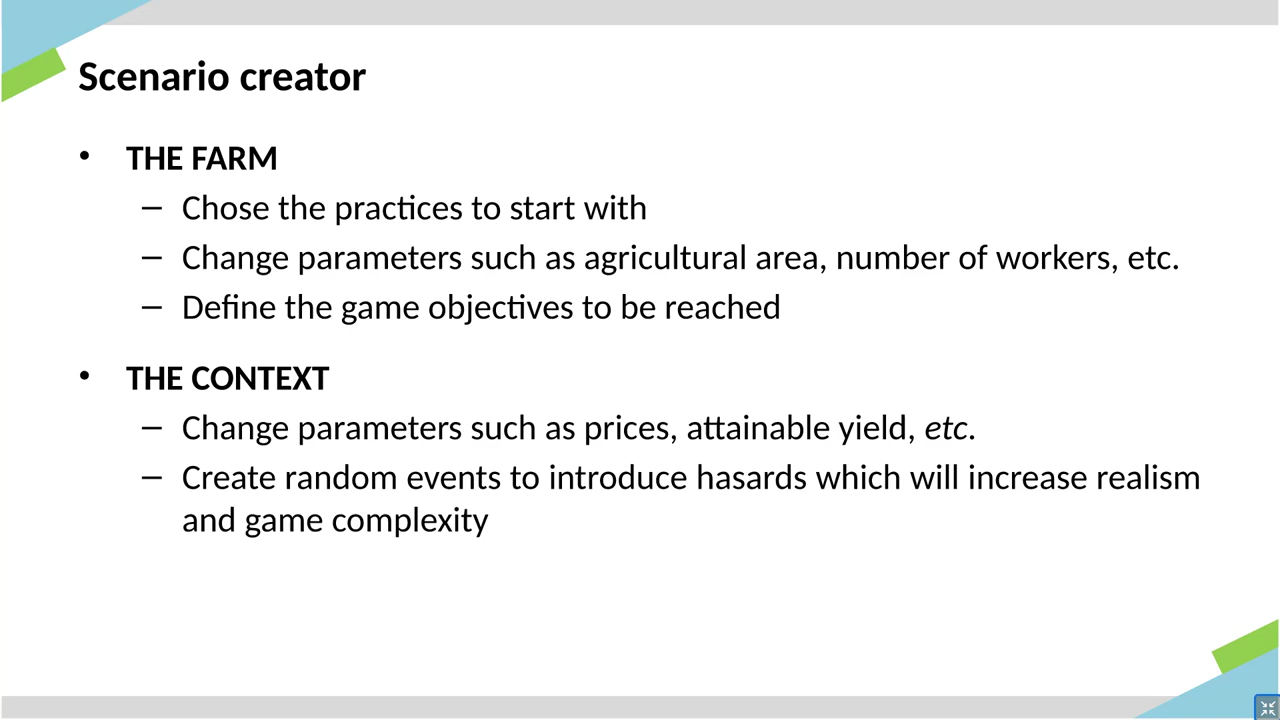 Scenario creator
• THE FARM
– Chose the practices to start with
– Change parameters such as agricultural area, number of workers, etc.
– Define the game objectives to be reached
• THE CONTEXT
– Change parameters such as prices, attainable yield, etc.
– Create random events to introduce hasards which will increase realism
and game complexity